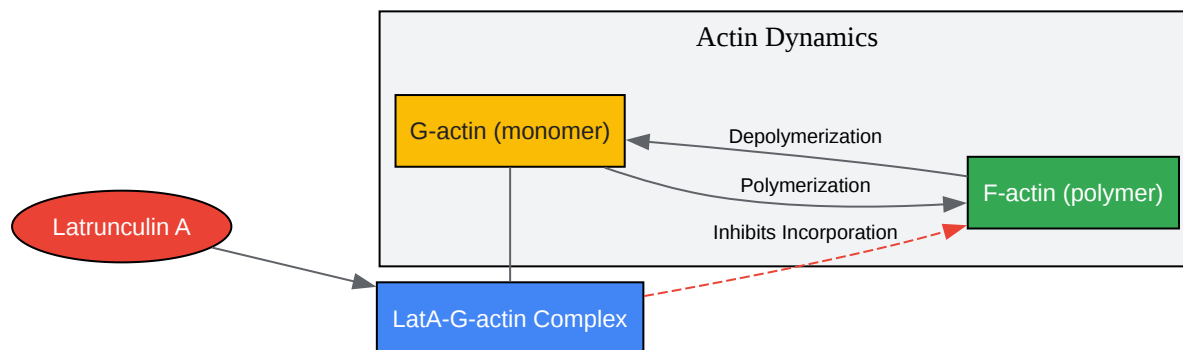 Actin Dynamics
G-actin (monomer)
Depolymerization
Polymerization
F-actin (polymer)
Latrunculin A
Inhibits Incorporation
LatA-G-actin Complex